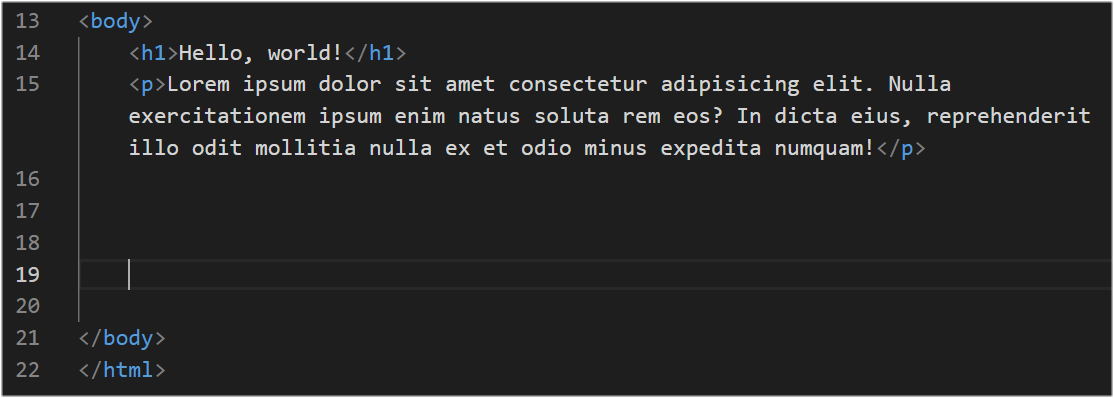 13 <body>
14 <h1>Hello, world!</h1>
15 <p>Lorem ipsum dolor sit amet consectetur adipisicing elit. Nulla
exercitationem ipsum enim natus soluta rem eos? In dicta eius, reprehenderit
illo odit mollitia nulla ex et odio minus expedita numquam!</p>
16
17
18
19
20
21 </body>
22 </html>